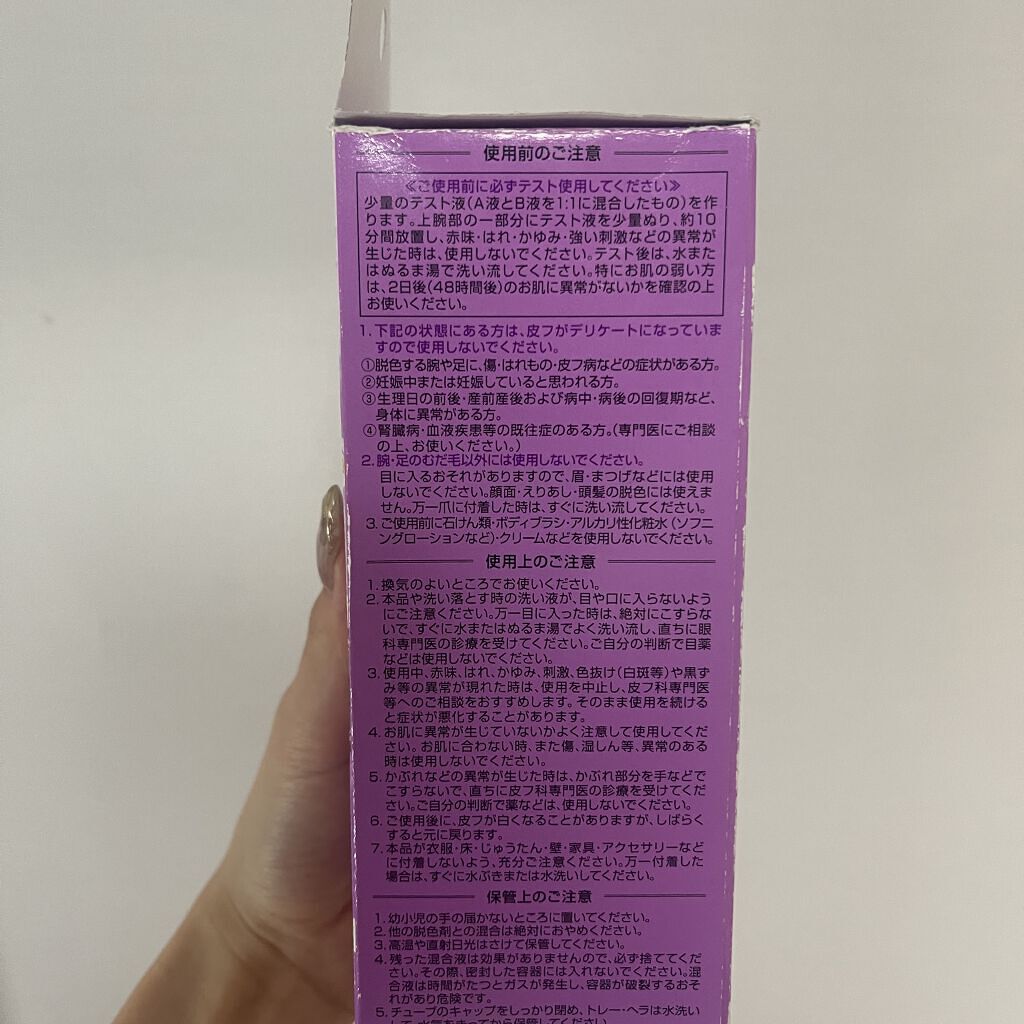 使用前のご注意
≪ご使用前に必ずテスト使用してください≫
少量のテスト液(A液とB液を1:1に混合したもの)を作
ります。上腕部の一部分にテスト液を少量ぬり、約10
分間放置し、赤味・はれ・かゆみ・強い刺激などの異常が
生じた時は、使用しないでください。テスト後は、水また
はぬるま湯で洗い流してください。特にお肌の弱い方
は、2日後(48時間後)のお肌に異常がないかを確認の上
お使いください。
1.下記の状態にある方は、皮フがデリケートになっていま
すので使用しないでください。
①脱色する腕や足に、傷・はれもの・皮フ病などの症状がある方。
②妊娠中または妊娠していると思われる方。
③生理日の前後・産前産後および病中・病後の回復期など、
身体に異常がある方。
④腎臓病・血液疾患等の既往症のある方。(専門医にご相談
の上、お使いください。)
2.腕・足のむだ毛以外には使用しないでください。
目に入るおそれがありますので、眉・まつげなどには使用
しないでください。顔面・えりあし・頭髪の脱色には使えま
せん。万一爪に付着した時は、すぐに洗い流してください。
3.ご使用前に石けん類・ボディブラシ・アルカリ性化粧水(ソフニ
ングローションなど)・クリームなどを使用しないでください。
使用上のご注意
1.換気のよいところでお使いください。
2.本品や洗い落とす時の洗い液が、目や口に入らないよう
にご注意ください。万一目に入った時は、絶対にこすらな
いで、すぐに水またはぬるま湯でよく洗い流し、直ちに眼
科専門医の診療を受けてください。ご自分の判断で目薬
などは使用しないでください。
3.使用中、赤味、はれ、かゆみ、刺激、色抜け(白斑等)や黒ず
み等の異常が現れた時は、使用を中止し、皮フ科専門医
等へのご相談をおすすめします。そのまま使用を続ける
と症状が悪化することがあります。
4.お肌に異常が生じていないかよく注意して使用してくだ
さい。お肌に合わない時、また傷、湿しん等、異常のある
時は使用しないでください。
5.かぶれなどの異常が生じた時は、かぶれ部分を手などで
こすらないで、直ちに皮フ科専門医の診療を受けてくだ
さい。ご自分の判断で薬などは、使用しないでください。
6.ご使用後に、皮フが白くなることがありますが、しばらく
すると元に戻ります。
7.本品が衣服・床・じゅうたん・壁・家具・アクセサリーなど
に付着しないよう、充分ご注意ください。万一付着した
場合は、すぐに水ぶきまたは水洗いしてください。
保管上のご注意
1.幼小児の手の届かないところに置いてください。
2.他の脱色剤との混合は絶対におやめください。
3.高温や直射日光はさけて保管してください。
4.残った混合液は効果がありませんので、必ず捨ててくだ
さい。その際、密封した容器には入れないでください。混
合液は時間がたつとガスが発生し、容器が破裂するおそ
れがあり危険です。
5.チューブのキャップをしっかり閉め、トレー・ヘラは水洗い